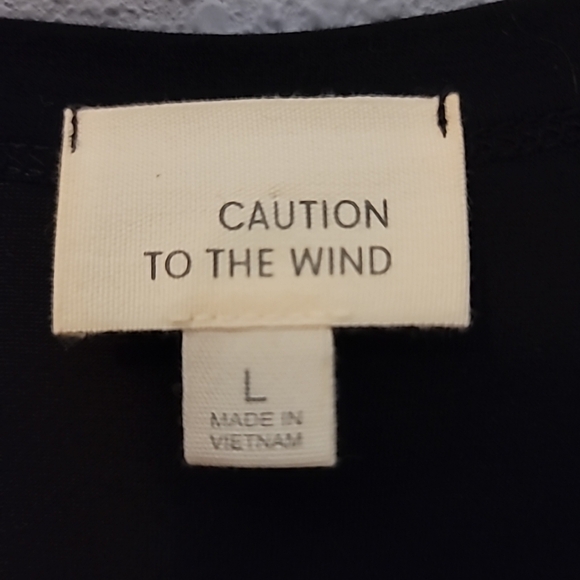 CAUTION
TO THE WIND
L
MADE IN
VIETNAM